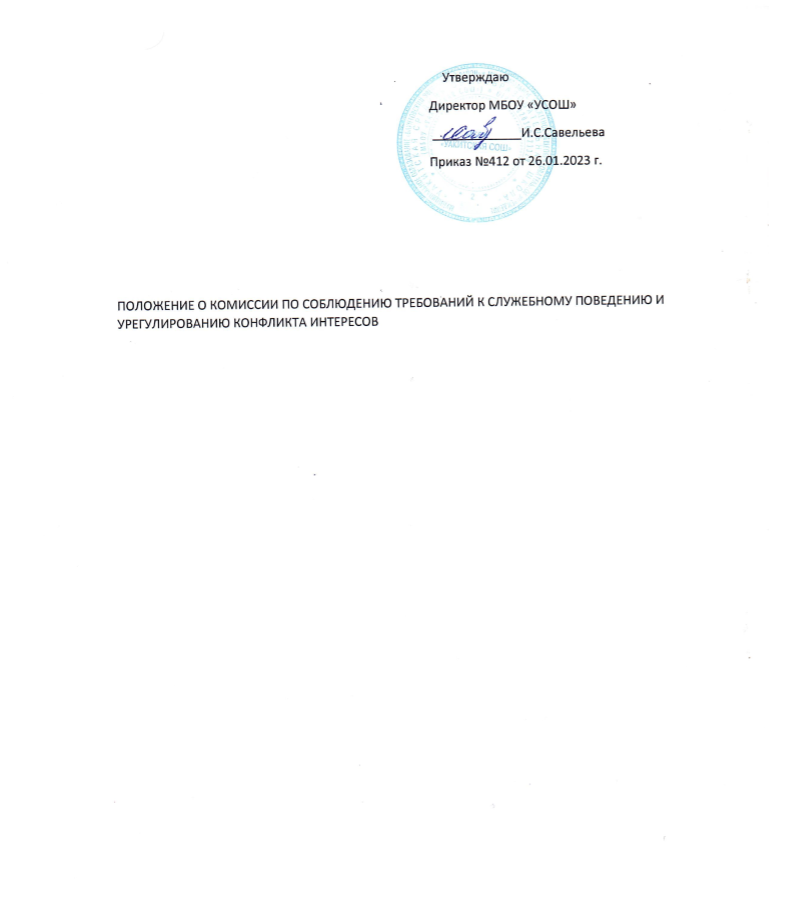 Утверждаю
Директор МБОУ «УСОШ»
_____________И.С.Савельева
Приказ №412 от 26.01.2023 г.
ПОЛОЖЕНИЕ О КОМИССИИ ПО СОБЛЮДЕНИЮ ТРЕБОВАНИЙ К СЛУЖЕБНОМУ ПОВЕДЕНИЮ И
УРЕГУЛИРОВАНИЮ КОНФЛИКТА ИНТЕРЕСОВ